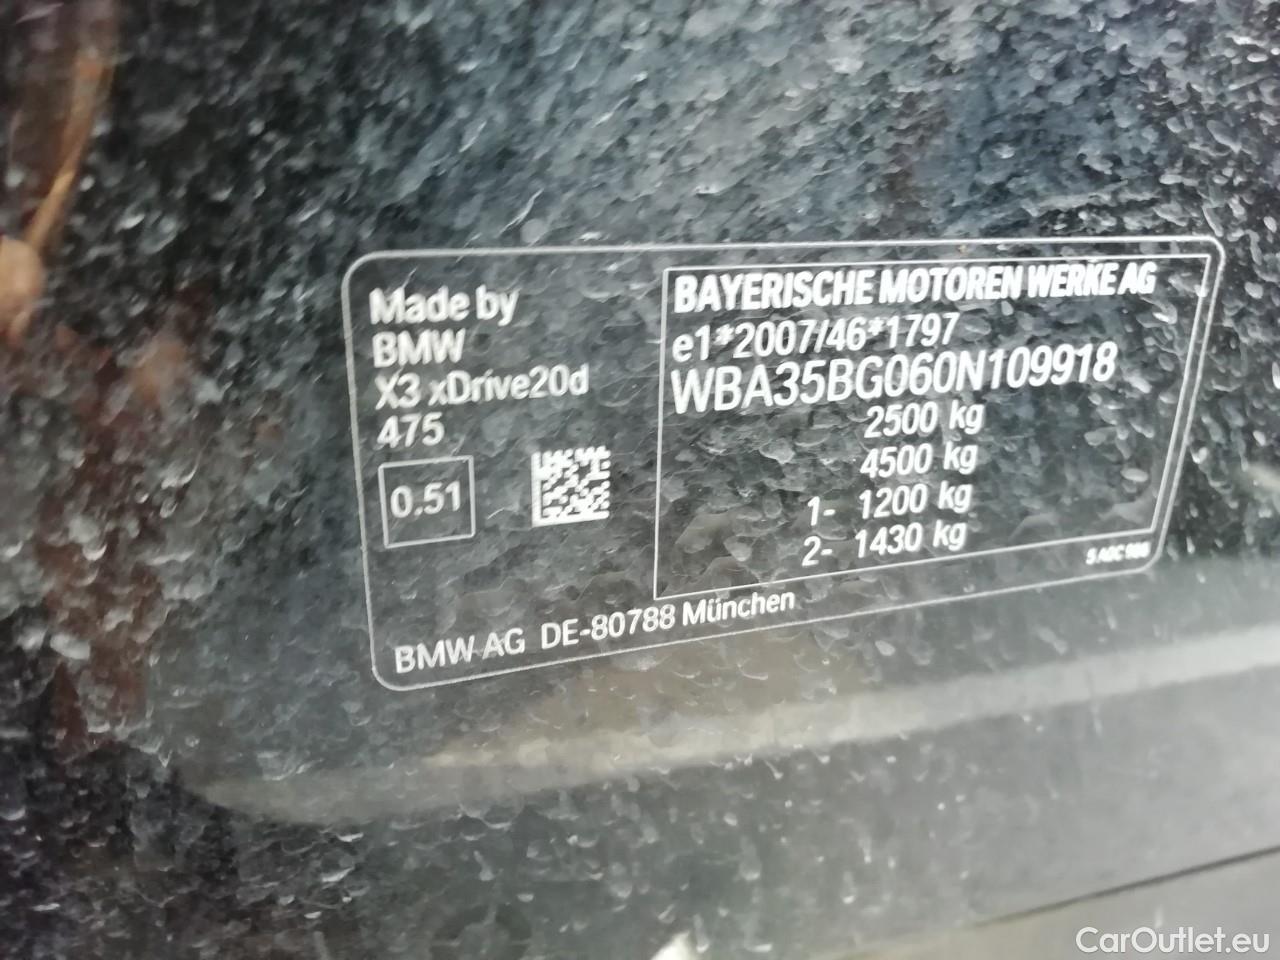 Made by
BMW
X3 xDrive20d
475
0.51
BAYERISCHE MOTOREN WERKE AG
e1*2007/46*1797
WBA35BG060N109918
2500 kg
4500 kg
1- 1200 kg
2- 1430 kg
BMW AG DE-80788 München
CarOutlet.eu